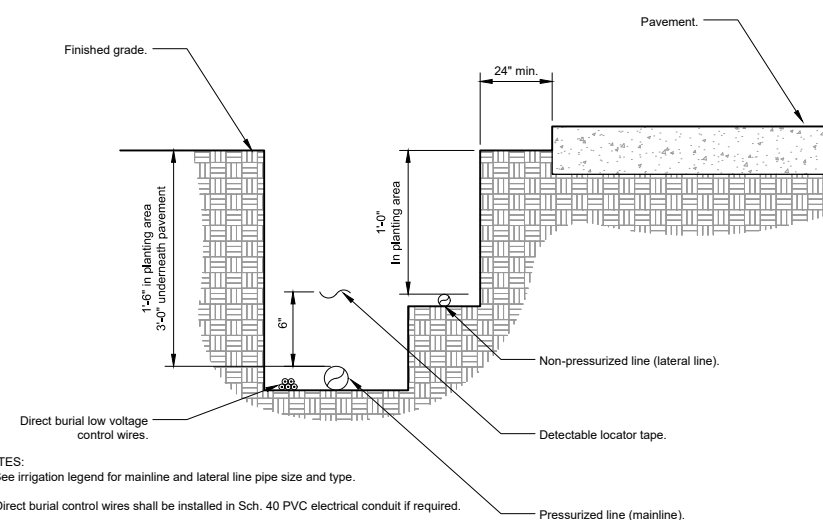 Pavement.
Finished grade.
24" min.
1'-6" in planting area
3'-0" underneath pavement
1'-0"
In planting area
6"
Non-pressurized line (lateral line).
Direct burial low voltage
control wires.
Detectable locator tape.
TES:
ee irrigation legend for mainline and lateral line pipe size and type.
Direct burial control wires shall be installed in Sch. 40 PVC electrical conduit if required.
Pressurized line (mainline).